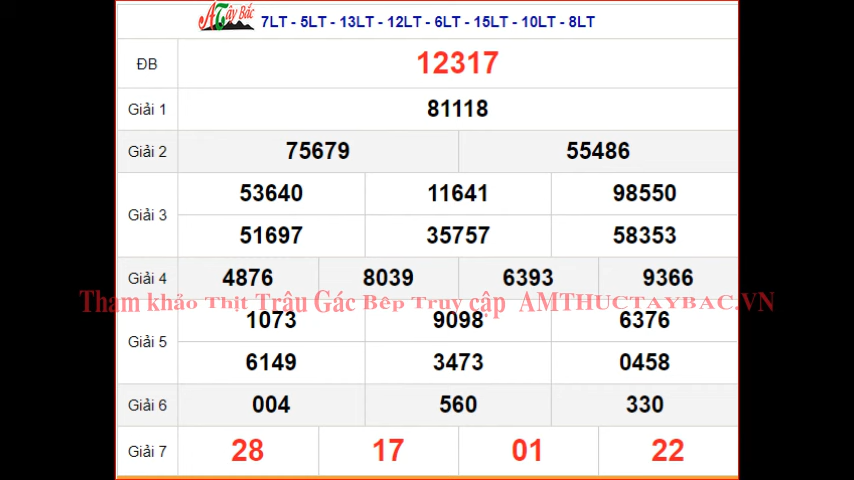 ATây Bắc 7LT - 5LT - 13LT - 12LT - 6LT - 15LT - 10LT - 8LT
ĐB 12317
Giải 1 81118
Giải 2 75679 55486
Giải 3 53640 11641 98550
51697 35757 58353
Giải 4 4876 8039 6393 9366
Tham khảo Thịt Trâu Gác Bếp Truy cập AMTHUCTAYBAC.VN
Giải 5 1073 9098 6376
6149 3473 0458
Giải 6 004 560 330
Giải 7 28 17 01 22